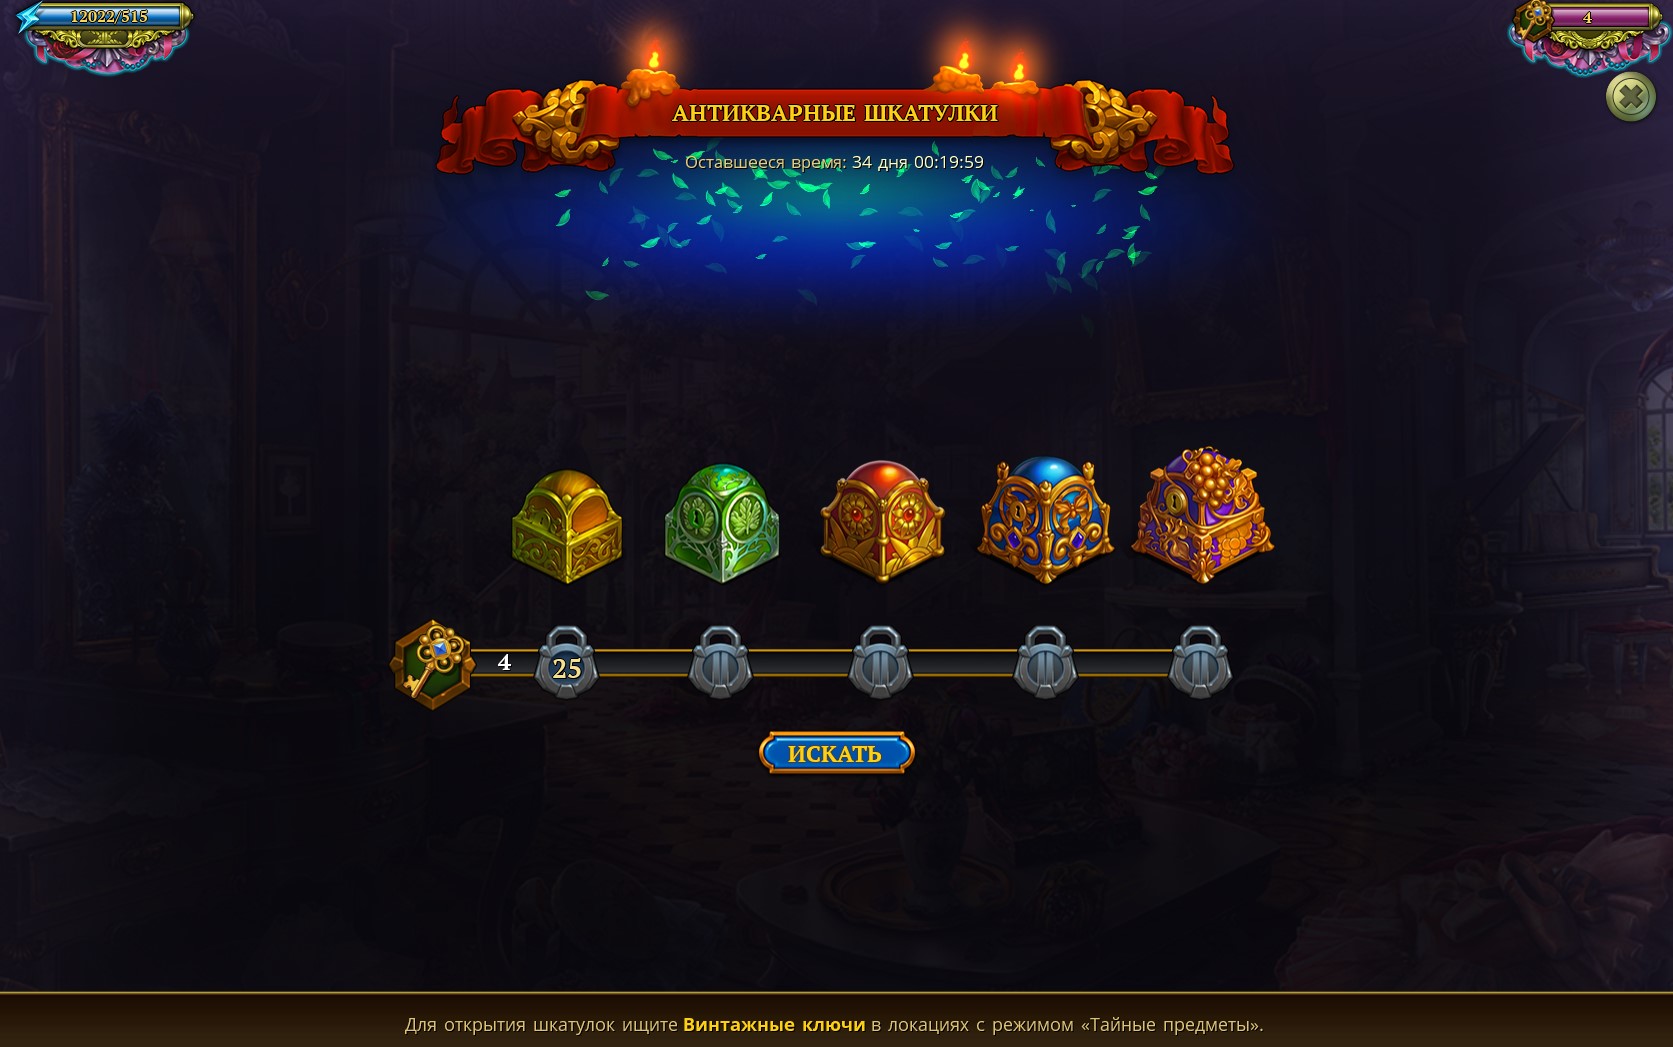 12022/515
4
АНТИКВАРНЫЕ ШКАТУЛКИ
Оставшееся время: 34 дня 00:19:59
4
25
ИСКАТЬ
Для открытия шкатулок ищите Винтажные ключи в локациях с режимом «Тайные предметы».